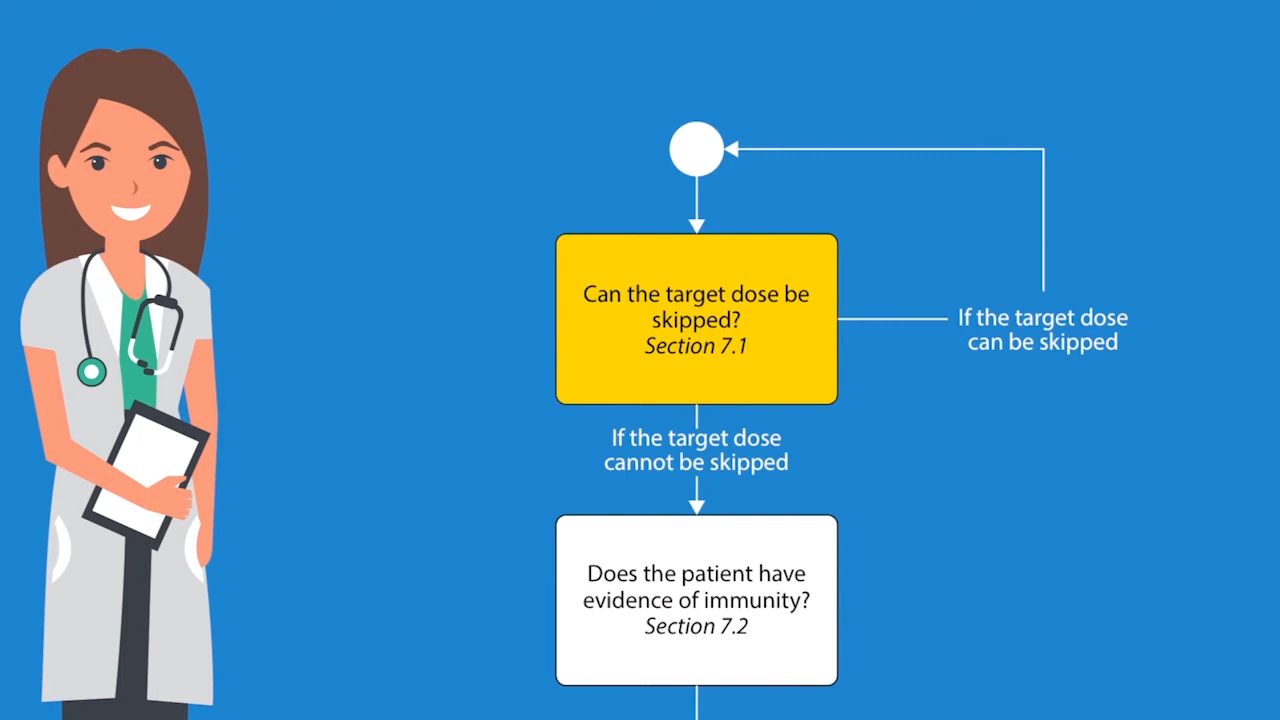 Can the target dose be
skipped?
Section 7.1
If the target dose
can be skipped
If the target dose
cannot be skipped
Does the patient have
evidence of immunity?
Section 7.2